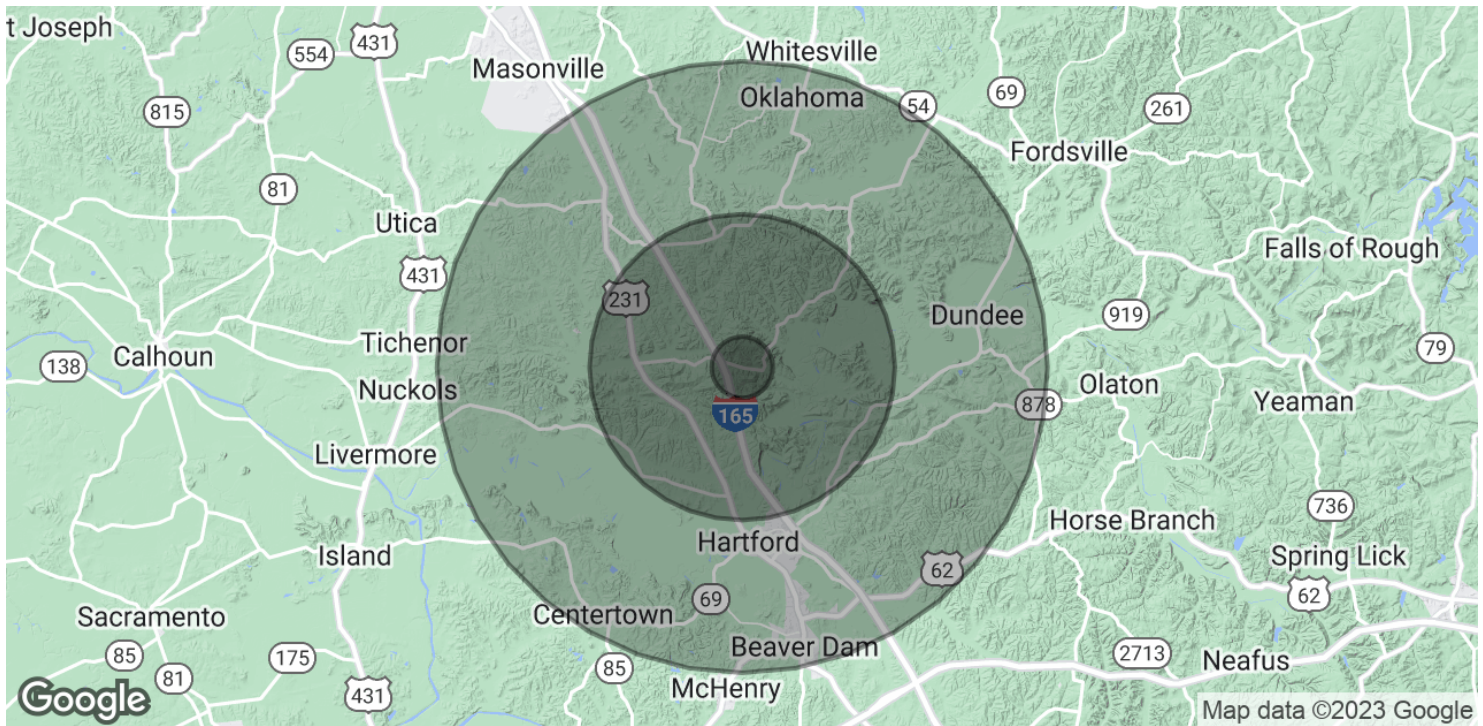 t Joseph
431
554
Masonville
Whitesville
Oklahoma
815
69
54
261
Fordsville
81
Utica
431
Falls of Rough
231
Dundee
919
Tichenor
Calhoun
138
79
Nuckols
Olaton
878
Yeaman
165
Livermore
736
Horse Branch
Hartford
Island
Spring Lick
62
62
69
Centertown
Sacramento
Beaver Dam
85
175
85
2713
Neafus
81
431
McHenry
Google
Map data ©2023 Google